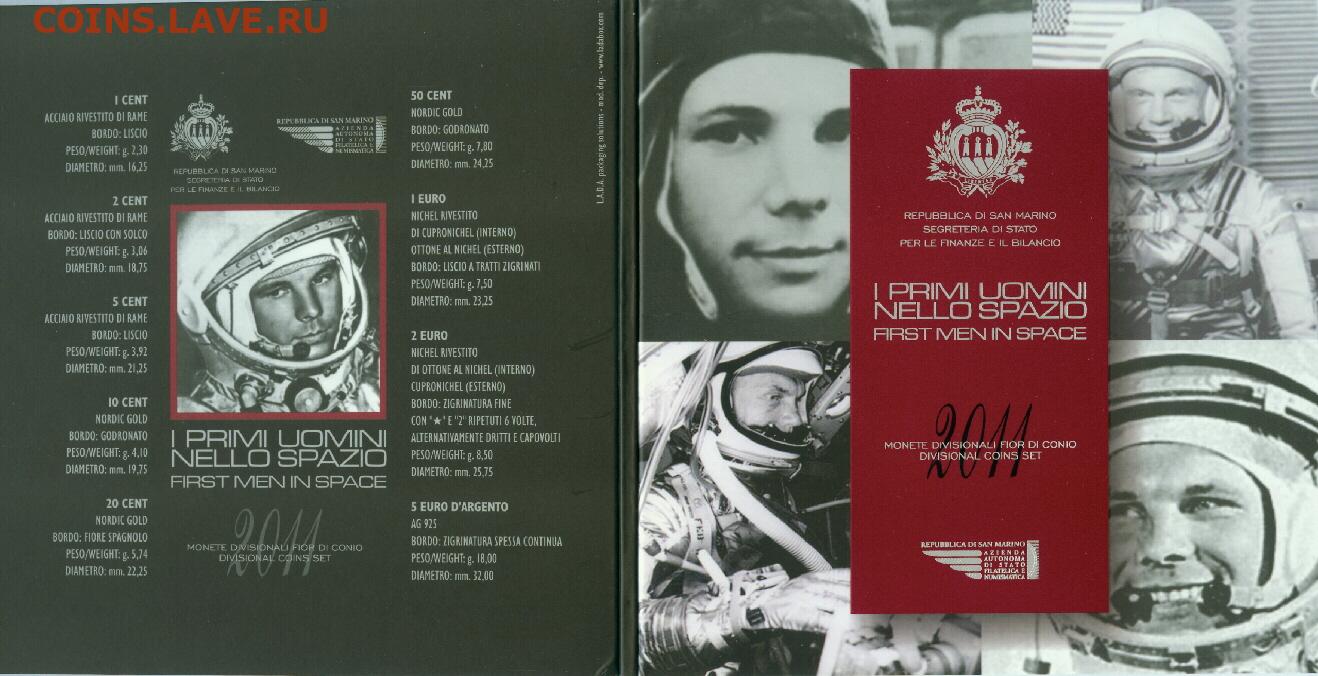 COINS.LAVE.RU
1 CENT
ACCIAIO RIVESTITO DI RAME
BORDO: LISCIO
PESO/WEIGHT: g. 2,30
DIAMETRO: mm. 16,25
2 CENT
ACCIAIO RIVESTITO DI RAME
BORDO: LISCIO CON SOLCO
PESO/WEIGHT: g. 3,06
DIAMETRO: mm. 18,75
5 CENT
ACCIAIO RIVESTITO DI RAME
BORDO: LISCIO
PESO/WEIGHT: g. 3,92
DIAMETRO: mm. 21,25
10 CENT
NORDIC GOLD
BORDO: GODRONATO
PESO/WEIGHT: g. 4,10
DIAMETRO: mm. 19,75
20 CENT
NORDIC GOLD
BORDO: FIORE SPAGNOLO
PESO/WEIGHT: g. 5,74
DIAMETRO: mm. 22,25
REPUBBLICA DI SAN MARINO
SEGRETERIA DI STATO
PER LE FINANZE E IL BILANCIO
REPUBBLICA DI SAN MARINO
AZIENDA
AUTONOMA
DI STATO
FILATELICA E
NUMISMATICA
I PRIMI UOMINI
NELLO SPAZIO
FIRST MEN IN SPACE
2011
MONETE DIVISIONALI FIOR DI CONIO
DIVISIONAL COINS SET
50 CENT
NORDIC GOLD
BORDO: GODRONATO
PESO/WEIGHT: g. 7,80
DIAMETRO: mm. 24,25
1 EURO
NICHEL RIVESTITO
DI CUPRONICHEL (INTERNO)
OTTONE AL NICHEL (ESTERNO)
BORDO: LISCIO A TRATTI ZIGRINATI
PESO/WEIGHT: g. 7,50
DIAMETRO: mm. 23,25
2 EURO
NICHEL RIVESTITO
DI OTTONE AL NICHEL (INTERNO)
CUPRONICHEL (ESTERNO)
BORDO: ZIGRINATURA FINE
CON "★" E "2" RIPETUTI 6 VOLTE,
ALTERNATIVAMENTE DRITTI E CAPOVOLTI
PESO/WEIGHT: g. 8,50
DIAMETRO: mm. 25,75
5 EURO D'ARGENTO
AG 925
BORDO: ZIGRINATURA SPESSA CONTINUA
PESO/WEIGHT: g. 18,00
DIAMETRO: mm. 32,00
L.A.D.A. packaging solutions - mod. dep. - www.ladabox.com
LIBERTAS
REPUBBLICA DI SAN MARINO
SEGRETERIA DI STATO
PER LE FINANZE E IL BILANCIO
I PRIMI UOMINI
NELLO SPAZIO
FIRST MEN IN SPACE
2011
MONETE DIVISIONALI FIOR DI CONIO
DIVISIONAL COINS SET
REPUBBLICA DI SAN MARINO
AZIENDA
AUTONOMA
DI STATO
FILATELICA E
NUMISMATICA